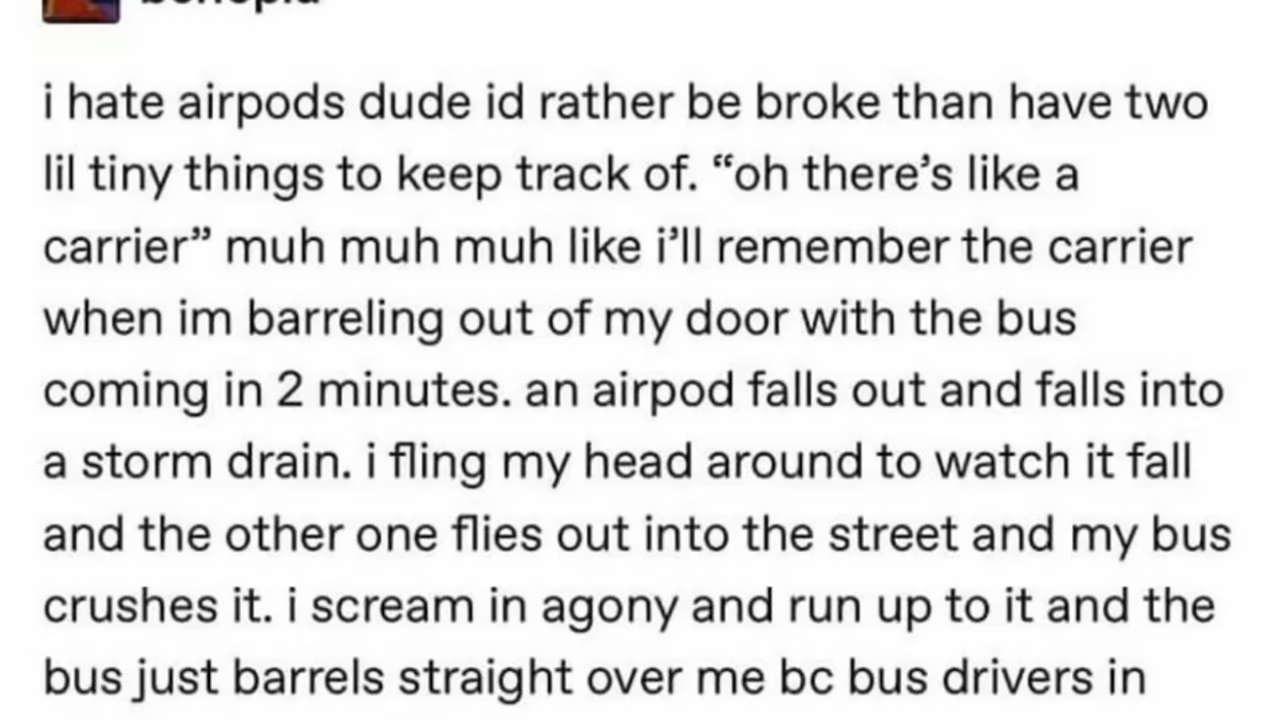 i hate airpods dude id rather be broke than have two
lil tiny things to keep track of. “oh there’s like a
carrier” muh muh muh like i’ll remember the carrier
when im barreling out of my door with the bus
coming in 2 minutes. an airpod falls out and falls into
a storm drain. i fling my head around to watch it fall
and the other one flies out into the street and my bus
crushes it. i scream in agony and run up to it and the
bus just barrels straight over me bc bus drivers in